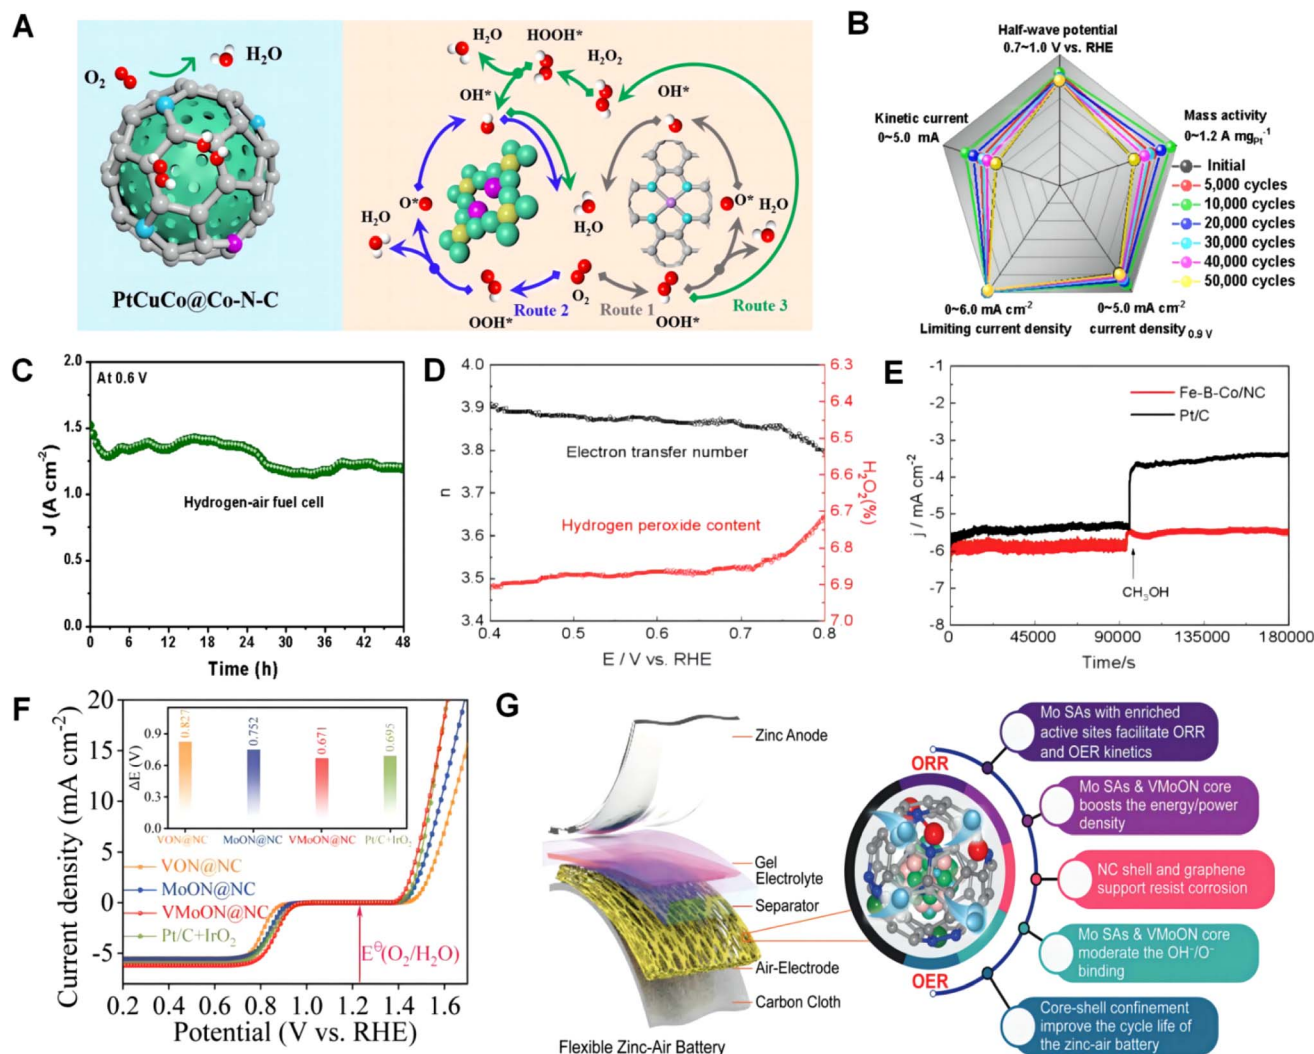 A
O₂
H₂O
PtCuCo@Co-N-C
H₂O
HOOH*
H₂O₂
OH*
OH*
O*
O*
H₂O
H₂O
H₂O
O₂
Route 2
Route 1
Route 3
OOH*
OOH*
B
Half-wave potential
0.7~1.0 V vs. RHE
Kinetic current
0~5.0 mA
Mass activity
0~1.2 A mgPt⁻¹
Initial
5,000 cycles
10,000 cycles
20,000 cycles
30,000 cycles
40,000 cycles
50,000 cycles
0~6.0 mA cm⁻²
Limiting current density
0~5.0 mA cm⁻²
current density 0.9 V
C
At 0.6 V
2.0
1.5
1.0
0.5
0.0
J (A cm⁻²)
Hydrogen-air fuel cell
0 6 12 18 24 30 36 42 48
Time (h)
D
4.0
3.9
3.8
3.7
3.6
3.5
3.4
n
Electron transfer number
Hydrogen peroxide content
6.3
6.4
6.5
6.6
6.7
6.8
6.9
7.0
H₂O₂(%)
0.4 0.5 0.6 0.7 0.8
E / V vs. RHE
E
-1
-2
-3
-4
-5
-6
-7
-8
j / mA cm⁻²
Fe-B-Co/NC
Pt/C
CH₃OH
0 45000 90000 135000 180000
Time/s
F
20
15
10
5
0
-5
Current density (mA cm⁻²)
0.9
0.6
0.3
0.0
ΔE (V)
0.827
0.752
0.671
0.695
VON@NC MoON@NC VMoON@NC Pt/C+IrO₂
VON@NC
MoON@NC
VMoON@NC
Pt/C+IrO₂
E⊖(O₂/H₂O)
0.2 0.4 0.6 0.8 1.0 1.2 1.4 1.6
Potential (V vs. RHE)
G
Zinc Anode
Gel
Electrolyte
Separator
Air-Electrode
Carbon Cloth
Flexible Zinc-Air Battery
ORR
OER
Mo SAs with enriched
active sites facilitate ORR
and OER kinetics
Mo SAs & VMoON core
boosts the energy/power
density
NC shell and graphene
support resist corrosion
Mo SAs & VMoON core
moderate the OH⁻/O⁻
binding
Core-shell confinement
improve the cycle life of
the zinc-air battery